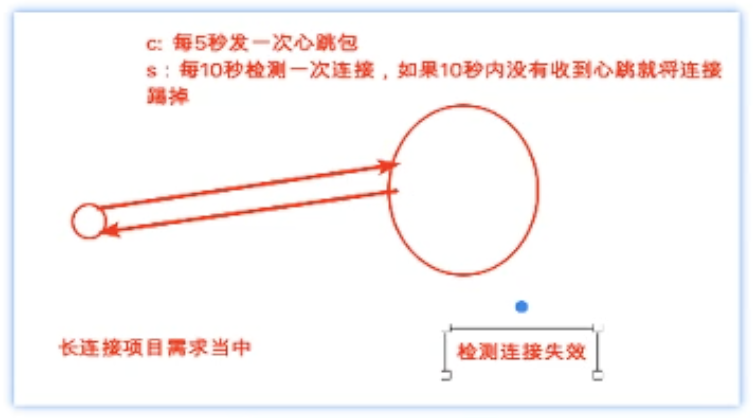 c: 每5秒发一次心跳包
s：每10秒检测一次连接，如果10秒内没有收到心跳就将连接
踢掉
长连接项目需求当中
检测连接失效